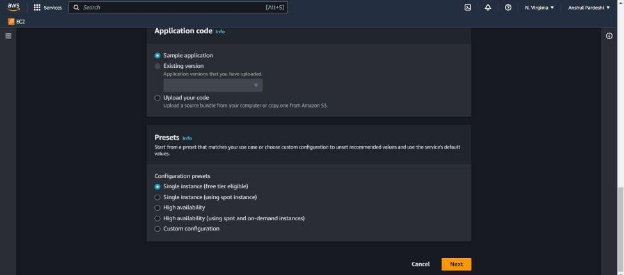 aws
Services
Search
[Alt+S]
N. Virginia
Anshul Pardeshi
EC2
Application code Info
Sample application
Existing version
Application versions that you have uploaded.
Upload your code
Upload a source bundle from your computer or copy one from Amazon S3.
Presets Info
Start from a preset that matches your use case or choose custom configuration to unset recommended values and use the service's default
values.
Configuration presets
Single instance (free tier eligible)
Single instance (using spot instance)
High availability
High availability (using spot and on-demand instances)
Custom configuration
Cancel
Next